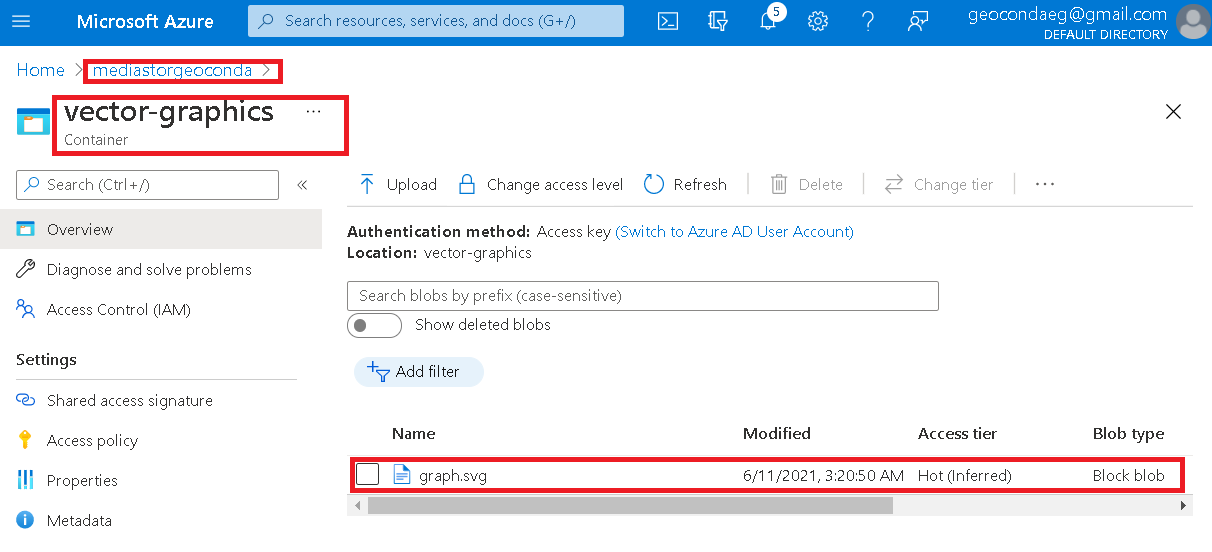 Microsoft Azure
Search resources, services, and docs (G+/)
5
geocondaeg@gmail.com
DEFAULT DIRECTORY
Home > mediastorgeoconda >
vector-graphics ...
Container
Search (Ctrl+/) «
Upload Change access level Refresh Delete Change tier ...
Overview
Diagnose and solve problems
Access Control (IAM)
Settings
Shared access signature
Access policy
Properties
Metadata
Authentication method: Access key (Switch to Azure AD User Account)
Location: vector-graphics
Search blobs by prefix (case-sensitive)
Show deleted blobs
Add filter
Name Modified Access tier Blob type
graph.svg 6/11/2021, 3:20:50 AM Hot (Inferred) Block blob